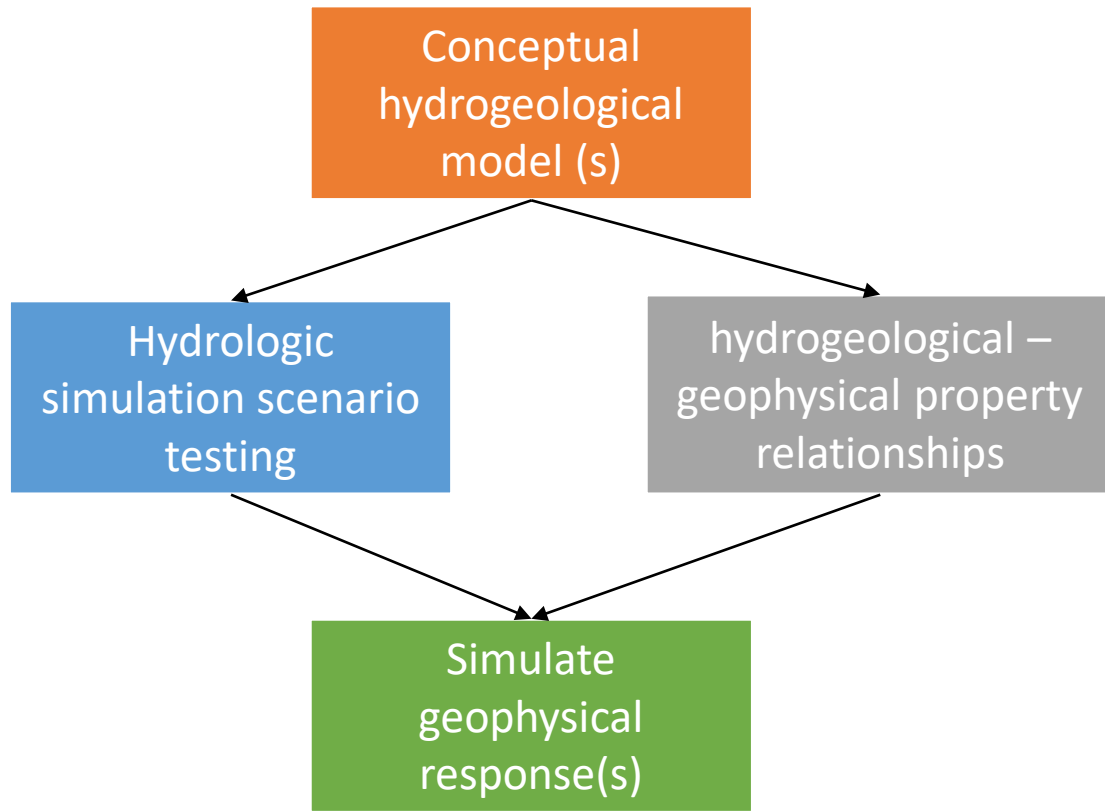 Conceptual
hydrogeological
model (s)
Hydrologic
simulation scenario
testing
hydrogeological –
geophysical property
relationships
Simulate
geophysical
response(s)